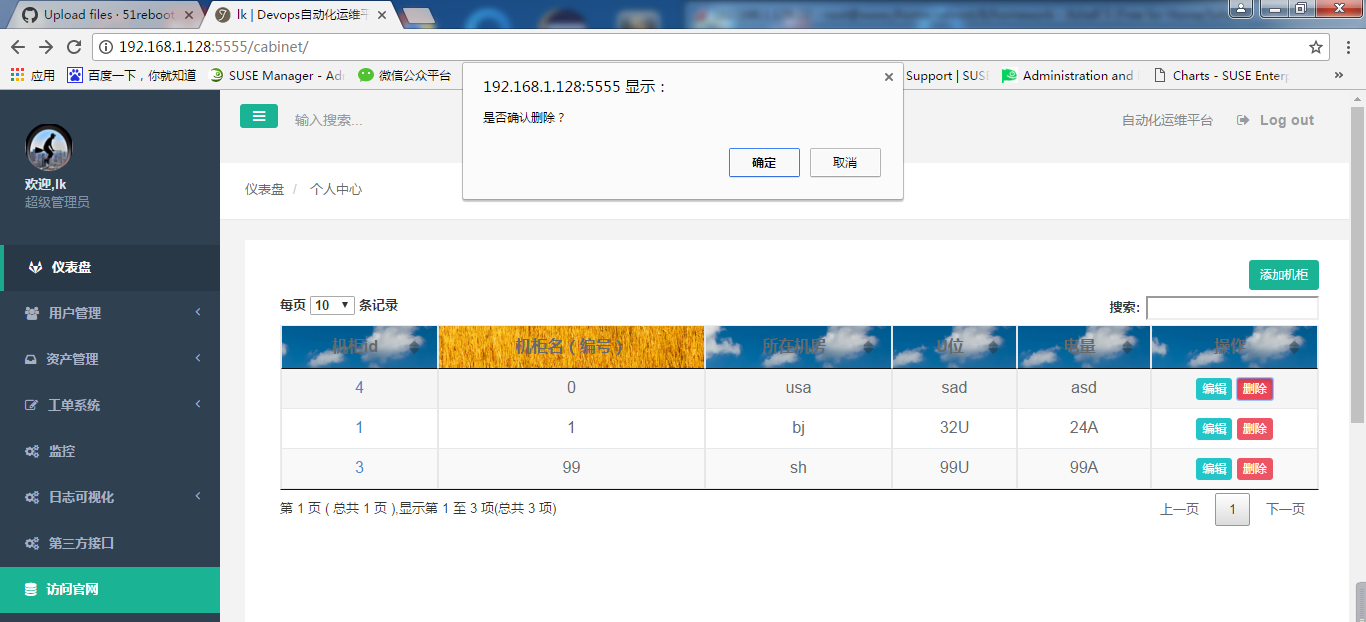 Upload files · 51reboot
lk | Devops自动化运维平
192.168.1.128:5555/cabinet/
应用 百度一下，你就知道 SUSE Manager - Ad 微信公众平台 Support | SUS Administration and Charts - SUSE Enter »
192.168.1.128:5555 显示：
是否确认删除？
确定 取消
欢迎,lk
超级管理员
仪表盘
用户管理
资产管理
工单系统
监控
日志可视化
第三方接口
访问官网
输入搜索...
自动化运维平台 Log out
仪表盘 / 个人中心
添加机柜
每页 10 条记录
搜索:
机柜id 机柜名（编号） 所在机房 U位 电量 操作
4 0 usa sad asd 编辑 删除
1 1 bj 32U 24A 编辑 删除
3 99 sh 99U 99A 编辑 删除
第 1 页 ( 总共 1 页 ),显示第 1 至 3 项(总共 3 项)
上一页 1 下一页